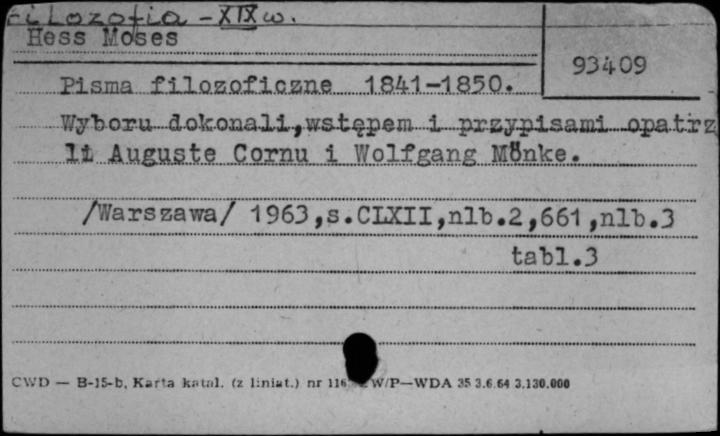 Filozofia - XIX w.
Hess Moses
93409
Pisma filozoficzne 1841-1850.
Wyboru dokonali, wstępem i przypisami opatrz
li Auguste Cornu i Wolfgang Mönke.
/Warszawa/ 1963, s.CLXII, nlb.2, 661, nlb.3
tabl.3
CWD — B-15-b, Karta katal. (z liniat.) nr 116 W/P—WDA 35 3.6.64 3.130.000